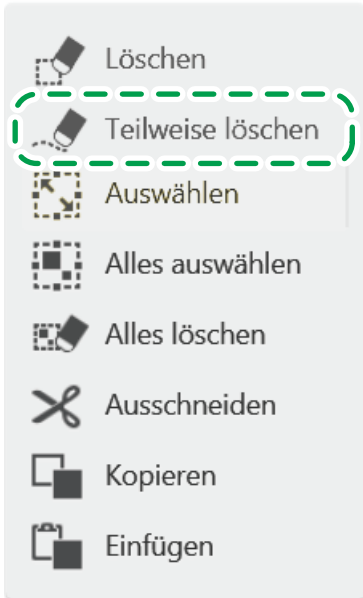 Löschen
Teilweise löschen
Auswählen
Alles auswählen
Alles löschen
Ausschneiden
Kopieren
Einfügen